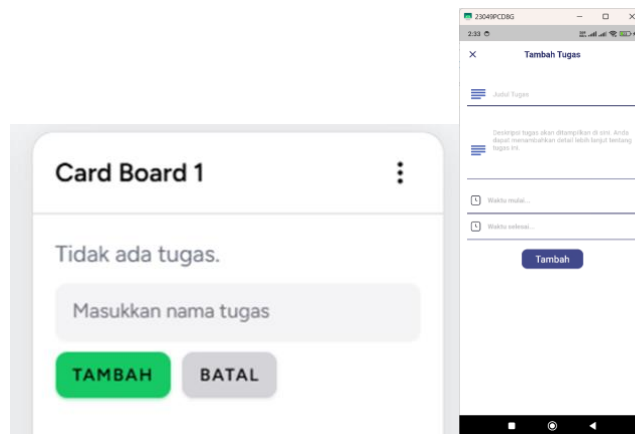 Card Board 1
Tidak ada tugas.
Masukkan nama tugas
TAMBAH
BATAL
23049PCD8G
2:33
Tambah Tugas
Judul Tugas
Deskripsi tugas akan ditampilkan di sini. Anda
dapat menambahkan detail lebih lanjut tentang
tugas ini.
Waktu mulai...
Waktu selesai...
Tambah